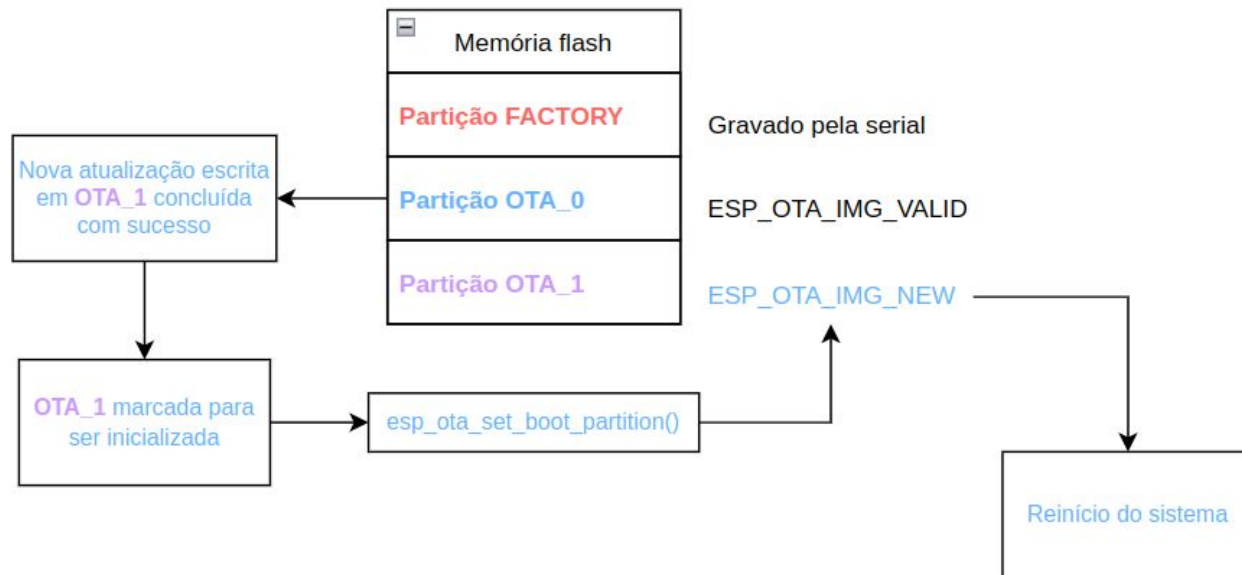 Memória flash
Partição FACTORY
Gravado pela serial
Nova atualização escrita
em OTA_1 concluída
com sucesso
Partição OTA_0
ESP_OTA_IMG_VALID
Partição OTA_1
ESP_OTA_IMG_NEW
OTA_1 marcada para
ser inicializada
esp_ota_set_boot_partition()
Reinício do sistema